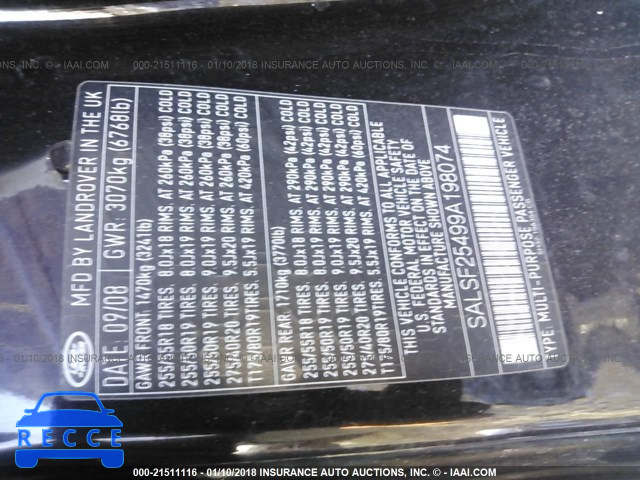 000-21511116 - 01/10/2018 INSURANCE AUTO AUCTIONS, INC. - © IAAI.COM
MFD BY LANDROVER IN THE UK
DATE: 09/08 GWR: 3070kg (6768lb)
GAWR FRONT: 1470kg (3241lb)
255/55R18 TIRES. 8.0Jx18 RIMS. AT 260kPa (38psi) COLD
255/50R19 TIRES. 8.0Jx19 RIMS. AT 260kPa (38psi) COLD
255/50R19 TIRES. 9.0Jx19 RIMS. AT 260kPa (38psi) COLD
275/40R20 TIRES. 9.5Jx20 RIMS. AT 260kPa (38psi) COLD
T175/80R19TIRES. 5.5Jx19 RIMS. AT 420kPa (60psi) COLD
GAWR REAR: 1710kg (3770lb)
255/55R18 TIRES. 8.0Jx18 RIMS. AT 290kPa (42psi) COLD
255/50R19 TIRES. 8.0Jx19 RIMS. AT 290kPa (42psi) COLD
255/50R19 TIRES. 9.0Jx19 RIMS. AT 290kPa (42psi) COLD
275/40R20 TIRES. 9.5Jx20 RIMS. AT 290kPa (42psi) COLD
T175/80R19TIRES. 5.5Jx19 RIMS. AT 420kPa (60psi) COLD
THIS VEHICLE CONFORMS TO ALL APPLICABLE
U.S. FEDERAL MOTOR VEHICLE SAFETY
STANDARDS IN EFFECT ON THE DATE OF
MANUFACTURE SHOWN ABOVE
SALSF25499A198074
TYPE: MULTI-PURPOSE PASSENGER VEHICLE
RECCE
000-21511116 - 01/10/2018 INSURANCE AUTO AUCTIONS, INC. - © IAAI.COM